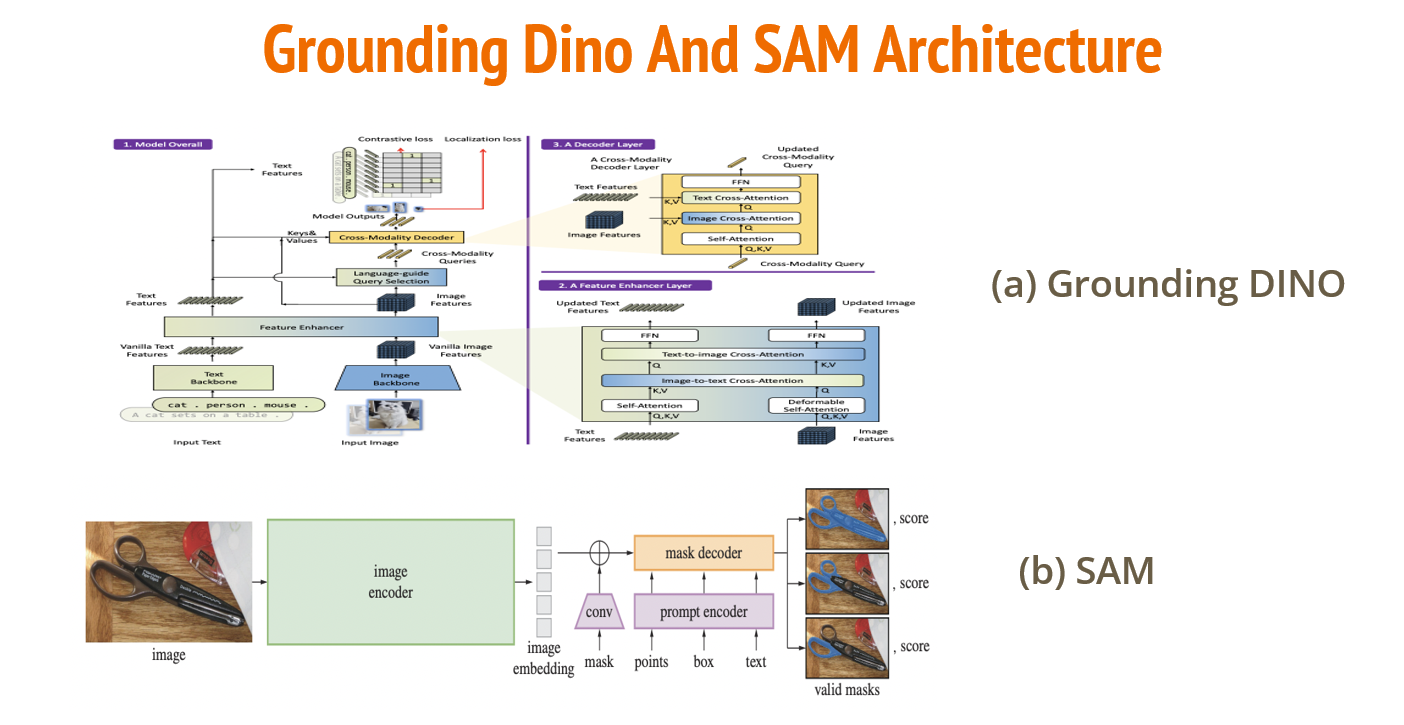 Grounding Dino And SAM Architecture
1. Model Overall
Contrastive loss
Localization loss
Text
Features
cat
person
mouse
1
1
1
Model Outputs
Keys&
Values
Cross-Modality Decoder
Cross-Modality
Queries
Language-guide
Query Selection
Text
Features
Image
Features
Feature Enhancer
Vanilla Text
Features
Vanilla Image
Features
Text
Backbone
Image
Backbone
cat . person . mouse .
A cat sets on a table .
Input Text
Input Image
3. A Decoder Layer
A Cross-Modality
Decoder Layer
Updated
Cross-Modality
Query
FFN
Text Features
Text Cross-Attention
K,V
Q
Image Cross-Attention
K,V
Q
Image Features
Self-Attention
Q,K,V
Cross-Modality Query
2. A Feature Enhancer Layer
Updated Text
Features
Updated Image
Features
FFN
FFN
Text-to-image Cross-Attention
Q
K,V
Image-to-text Cross-Attention
K,V
Q
Self-Attention
Deformable
Self-Attention
Q,K,V
Q,K,V
Text
Features
Image
Features
(a) Grounding DINO
image
image
encoder
image
embedding
mask decoder
conv
prompt encoder
mask
points
box
text
, score
, score
, score
valid masks
(b) SAM